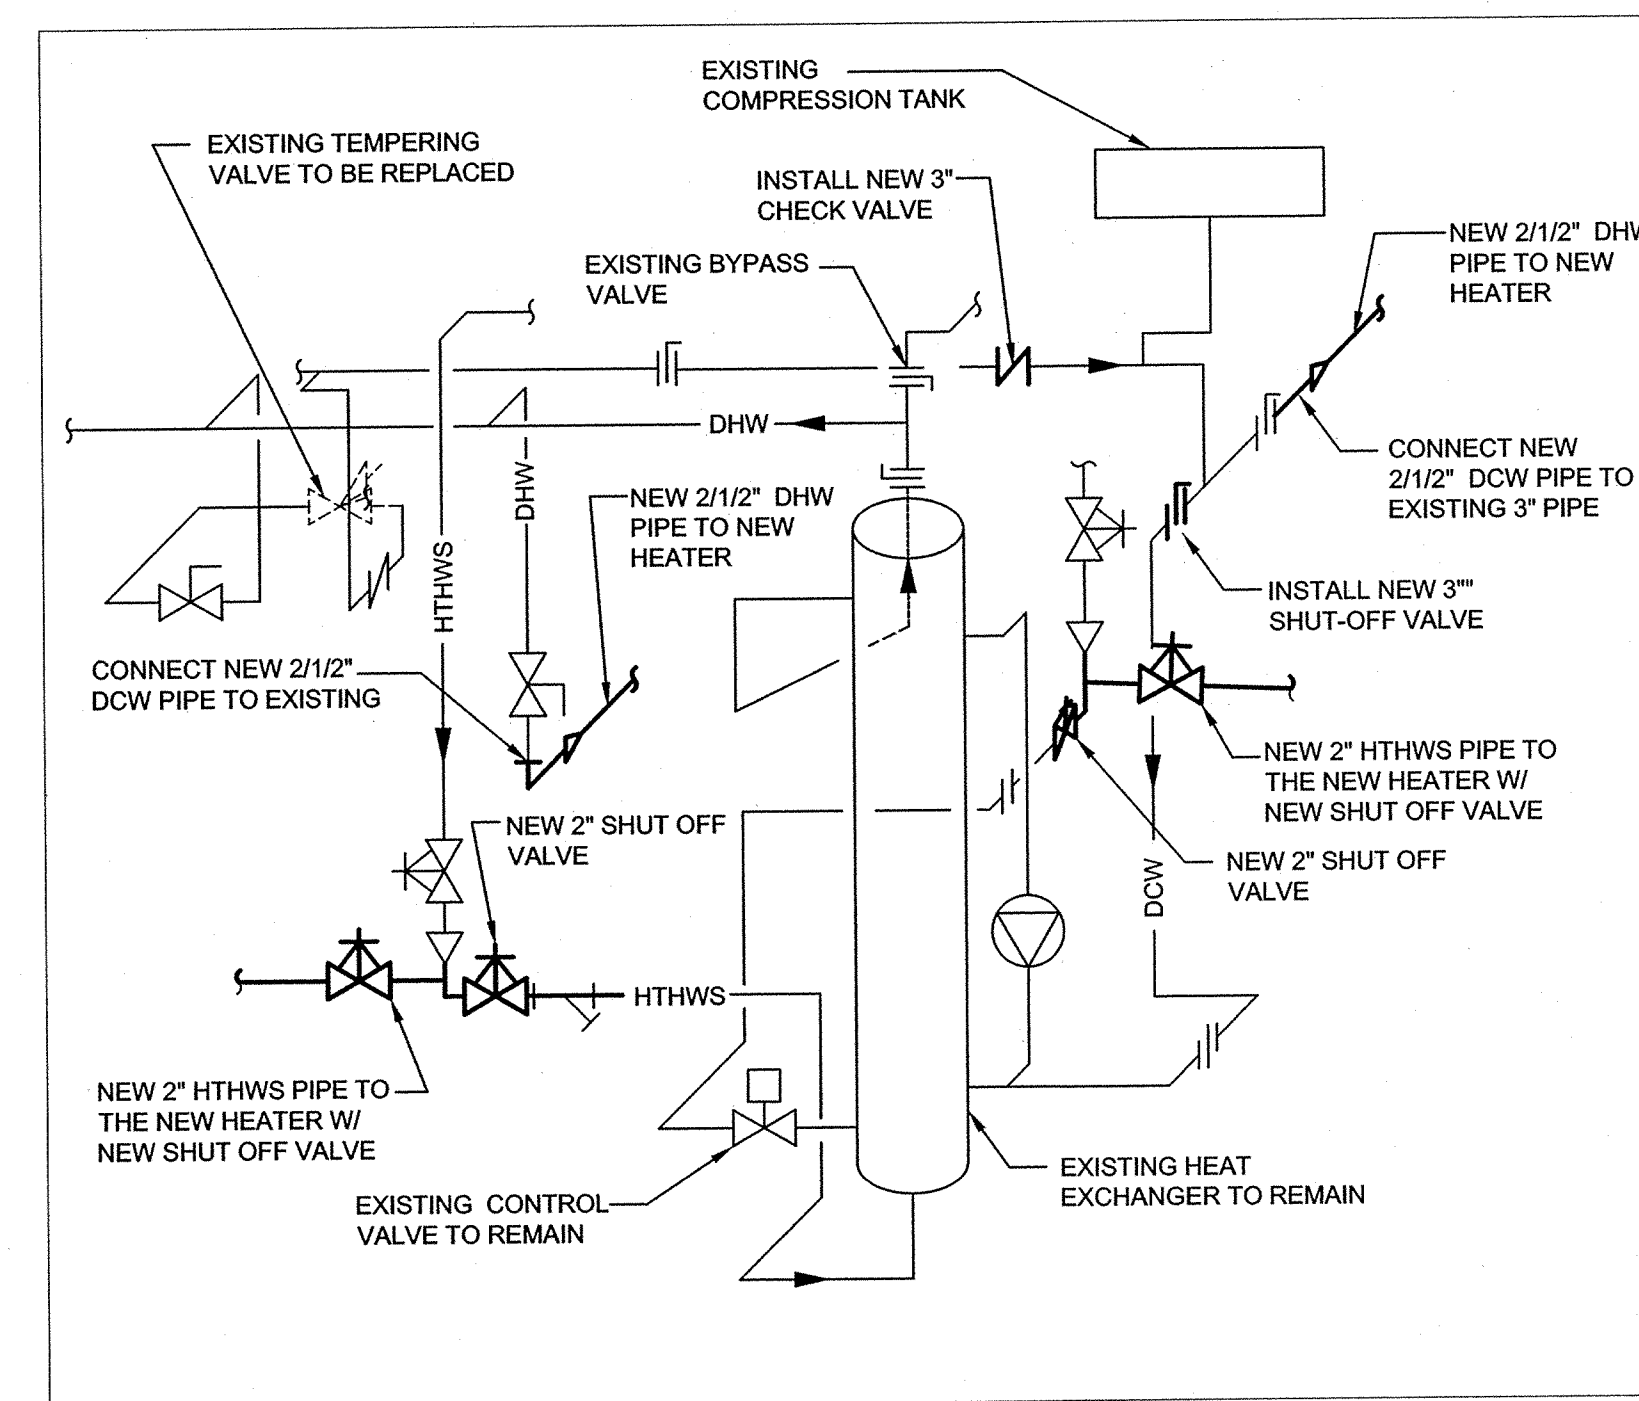 EXISTING
COMPRESSION TANK
EXISTING TEMPERING
VALVE TO BE REPLACED
INSTALL NEW 3"
CHECK VALVE
NEW 2/1/2" DHW
PIPE TO NEW
HEATER
EXISTING BYPASS
VALVE
DHW
CONNECT NEW
2/1/2" DCW PIPE TO
EXISTING 3" PIPE
DHW
NEW 2/1/2" DHW
PIPE TO NEW
HEATER
HTHWS
INSTALL NEW 3""
SHUT-OFF VALVE
CONNECT NEW 2/1/2"
DCW PIPE TO EXISTING
NEW 2" HTHWS PIPE TO
THE NEW HEATER W/
NEW SHUT OFF VALVE
NEW 2" SHUT OFF
VALVE
NEW 2" SHUT OFF
VALVE
DCW
HTHWS
NEW 2" HTHWS PIPE TO
THE NEW HEATER W/
NEW SHUT OFF VALVE
EXISTING HEAT
EXCHANGER TO REMAIN
EXISTING CONTROL
VALVE TO REMAIN